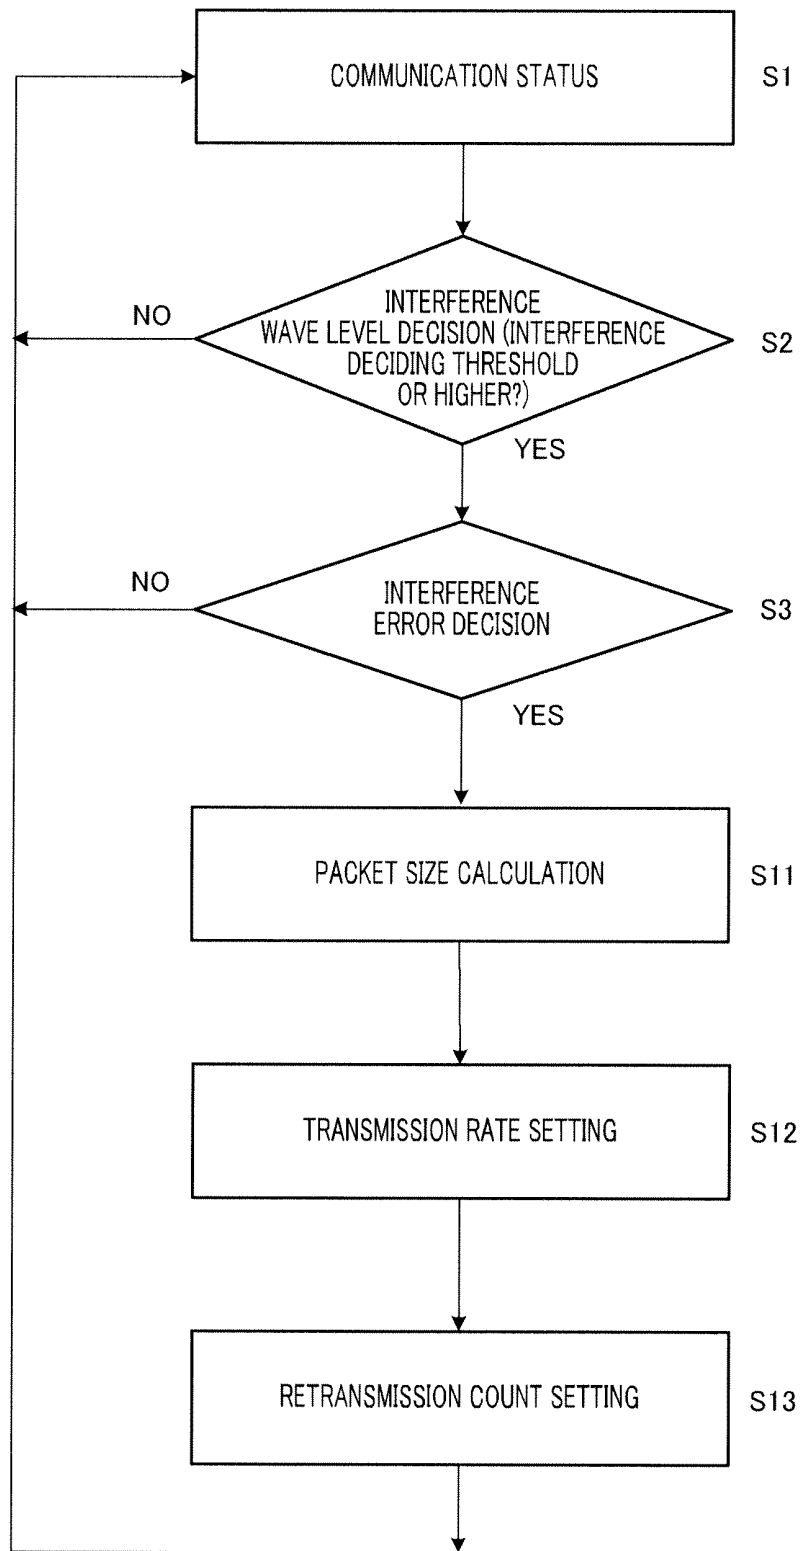 COMMUNICATION STATUS
S1
INTERFERENCE
WAVE LEVEL DECISION (INTERFERENCE
DECIDING THRESHOLD
OR HIGHER?)
NO
S2
YES
INTERFERENCE
ERROR DECISION
NO
S3
YES
PACKET SIZE CALCULATION
S11
TRANSMISSION RATE SETTING
S12
RETRANSMISSION COUNT SETTING
S13